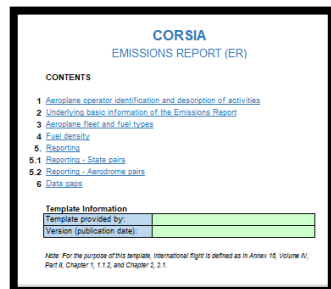 CORSIA
EMISSIONS REPORT (ER)
CONTENTS
1 Aeroplane operator identification and description of activities
2 Underlying basic information of the Emissions Report
3 Aeroplane fleet and fuel types
4 Fuel density
5. Reporting
5.1 Reporting - State pairs
5.2 Reporting - Aerodrome pairs
6 Data gaps
Template Information
Template provided by:
Version (publication date):
Note: For the purpose of this template, international flight is defined as in Annex 16, Volume IV,
Part II, Chapter 1, 1.1.2, and Chapter 2, 2.1.